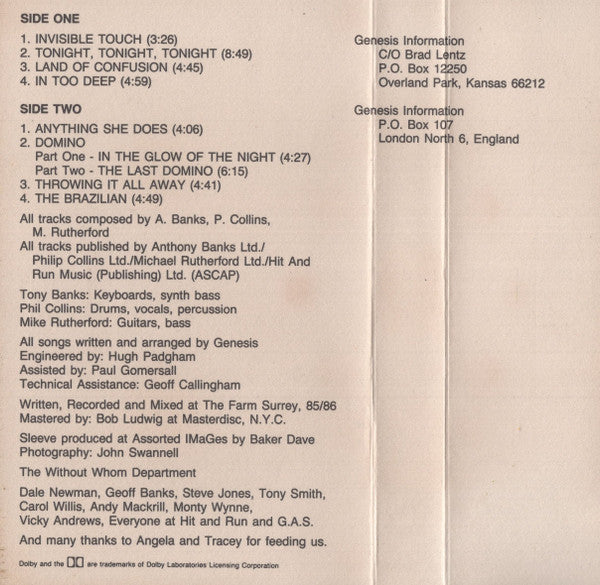 SIDE ONE
1. INVISIBLE TOUCH (3:26)
2. TONIGHT, TONIGHT, TONIGHT (8:49)
3. LAND OF CONFUSION (4:45)
4. IN TOO DEEP (4:59)
SIDE TWO
1. ANYTHING SHE DOES (4:06)
2. DOMINO
Part One - IN THE GLOW OF THE NIGHT (4:27)
Part Two - THE LAST DOMINO (6:15)
3. THROWING IT ALL AWAY (4:41)
4. THE BRAZILIAN (4:49)
All tracks composed by A. Banks, P. Collins,
M. Rutherford
All tracks published by Anthony Banks Ltd./
Philip Collins Ltd./Michael Rutherford Ltd./Hit And
Run Music (Publishing) Ltd. (ASCAP)
Tony Banks: Keyboards, synth bass
Phil Collins: Drums, vocals, percussion
Mike Rutherford: Guitars, bass
All songs written and arranged by Genesis
Engineered by: Hugh Padgham
Assisted by: Paul Gomersall
Technical Assistance: Geoff Callingham
Written, Recorded and Mixed at The Farm Surrey, 85/86
Mastered by: Bob Ludwig at Masterdisc, N.Y.C.
Sleeve produced at Assorted IMaGes by Baker Dave
Photography: John Swannell
The Without Whom Department
Dale Newman, Geoff Banks, Steve Jones, Tony Smith,
Carol Willis, Andy Mackrill, Monty Wynne,
Vicky Andrews, Everyone at Hit and Run and G.A.S.
And many thanks to Angela and Tracey for feeding us.
Dolby and the are trademarks of Dolby Laboratories Licensing Corporation
Genesis Information
C/O Brad Lentz
P.O. Box 12250
Overland Park, Kansas 66212
Genesis Information
P.O. Box 107
London North 6, England